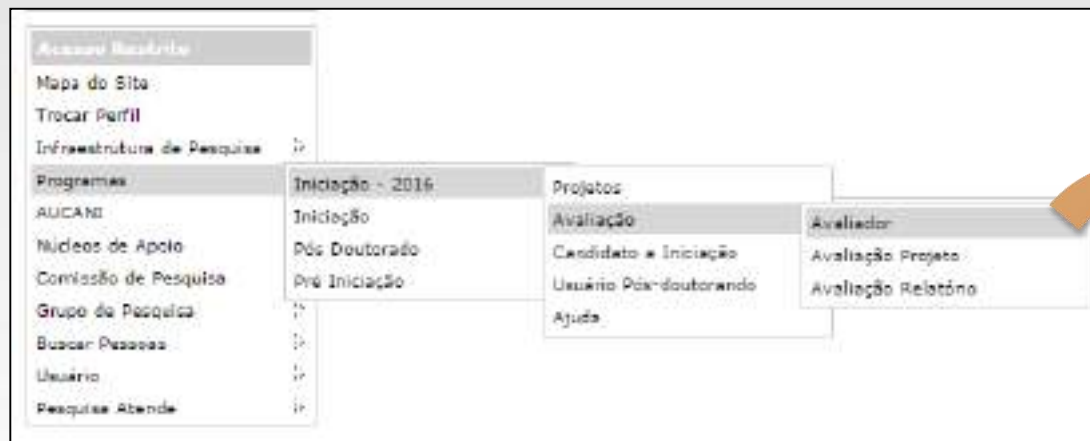 Acesso Restrito
Mapa do Site
Trocar Perfil
Infraestrutura de Pesquisa
Programas
AUCANI
Núcleos de Apoio
Comissão de Pesquisa
Grupo de Pesquisa
Buscar Pessoas
Usuário
Pesquisa Atende
Iniciação - 2016
Iniciação
Pós Doutorado
Pré Iniciação
Projetos
Avaliação
Candidato a Iniciação
Usuário Pós-doutorando
Ajuda
Avaliador
Avaliação Projeto
Avaliação Relatório